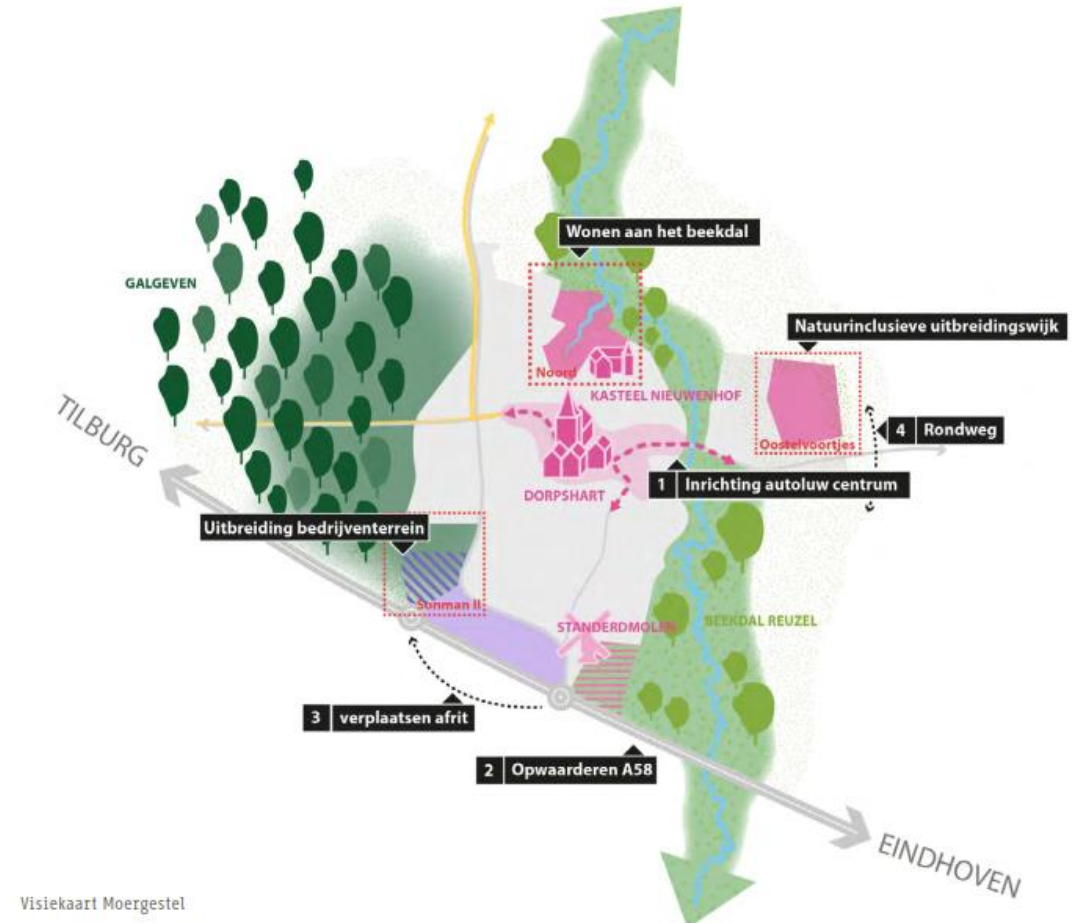 Wonen aan het beekdal
GALGEVEN
Natuurinclusieve uitbreidingswijk
Noord
KASTEEL NIEUWENHOF
TILBURG
4 Rondweg
Oostelvoortjes
1 Inrichting autoluw centrum
DORPSHART
Uitbreiding bedrijventerrein
Sonman II
STANDERDMOLEN
BEEKDAL REUZEL
3 verplaatsen afrit
2 Opwaarderen A58
EINDHOVEN
Visiekaart Moergestel